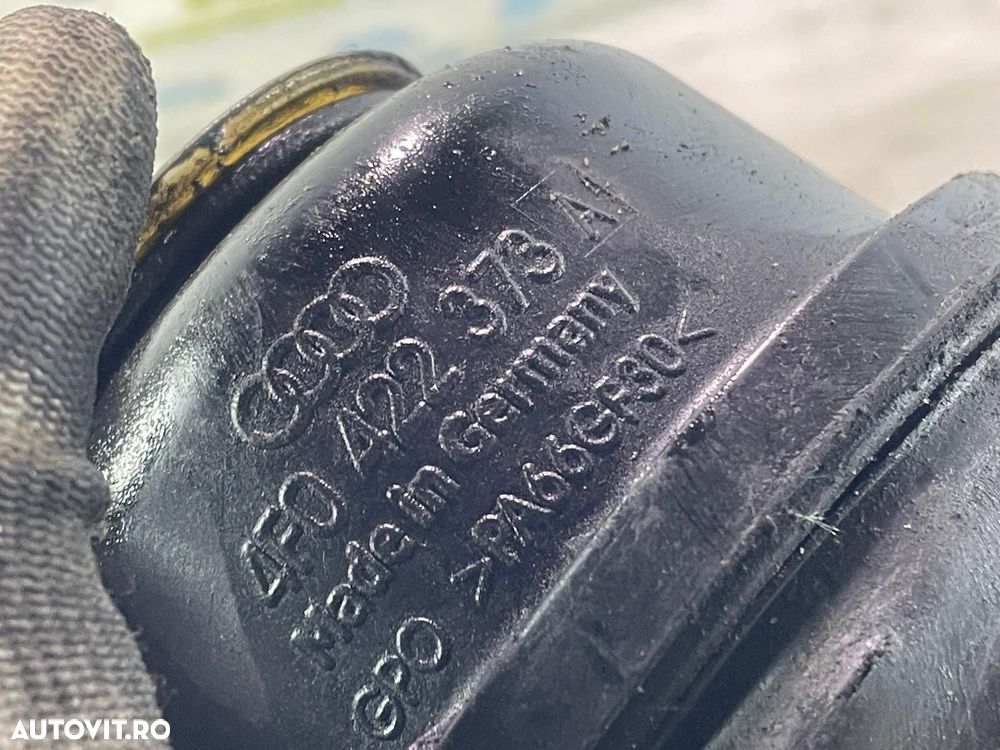 4F0 422 373
Made in Germany
GPO >PA66GF30<
AUTOVIT.RO